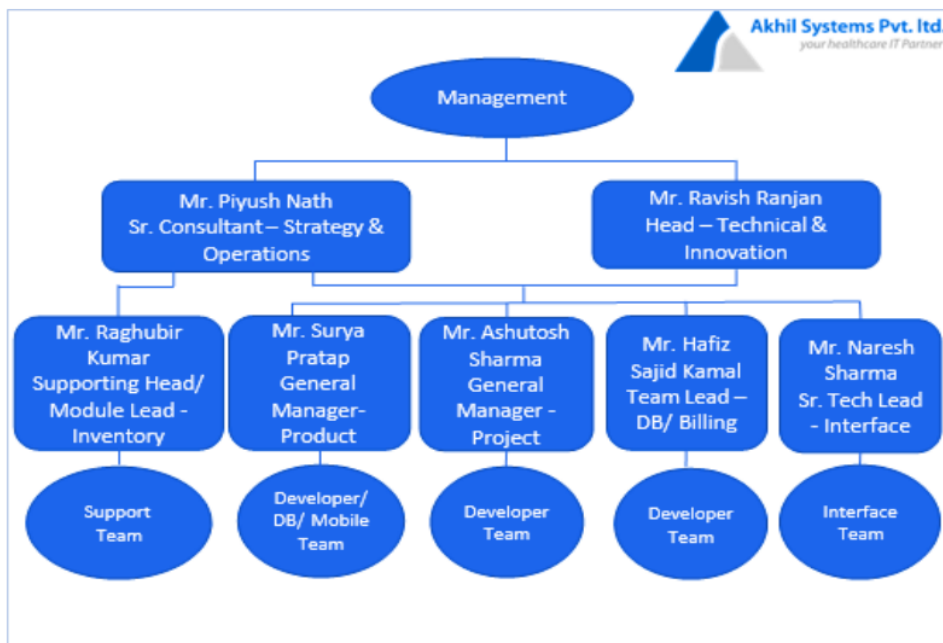 Akhil Systems Pvt. ltd.
your healthcare IT Partner
Management
Mr. Piyush Nath
Sr. Consultant – Strategy &
Operations
Mr. Ravish Ranjan
Head – Technical &
Innovation
Mr. Raghubir
Kumar
Supporting Head/
Module Lead -
Inventory
Mr. Surya
Pratap
General
Manager-
Product
Mr. Ashutosh
Sharma
General
Manager -
Project
Mr. Hafiz
Sajid Kamal
Team Lead –
DB/ Billing
Mr. Naresh
Sharma
Sr. Tech Lead
- Interface
Support
Team
Developer/
DB/ Mobile
Team
Developer
Team
Developer
Team
Interface
Team